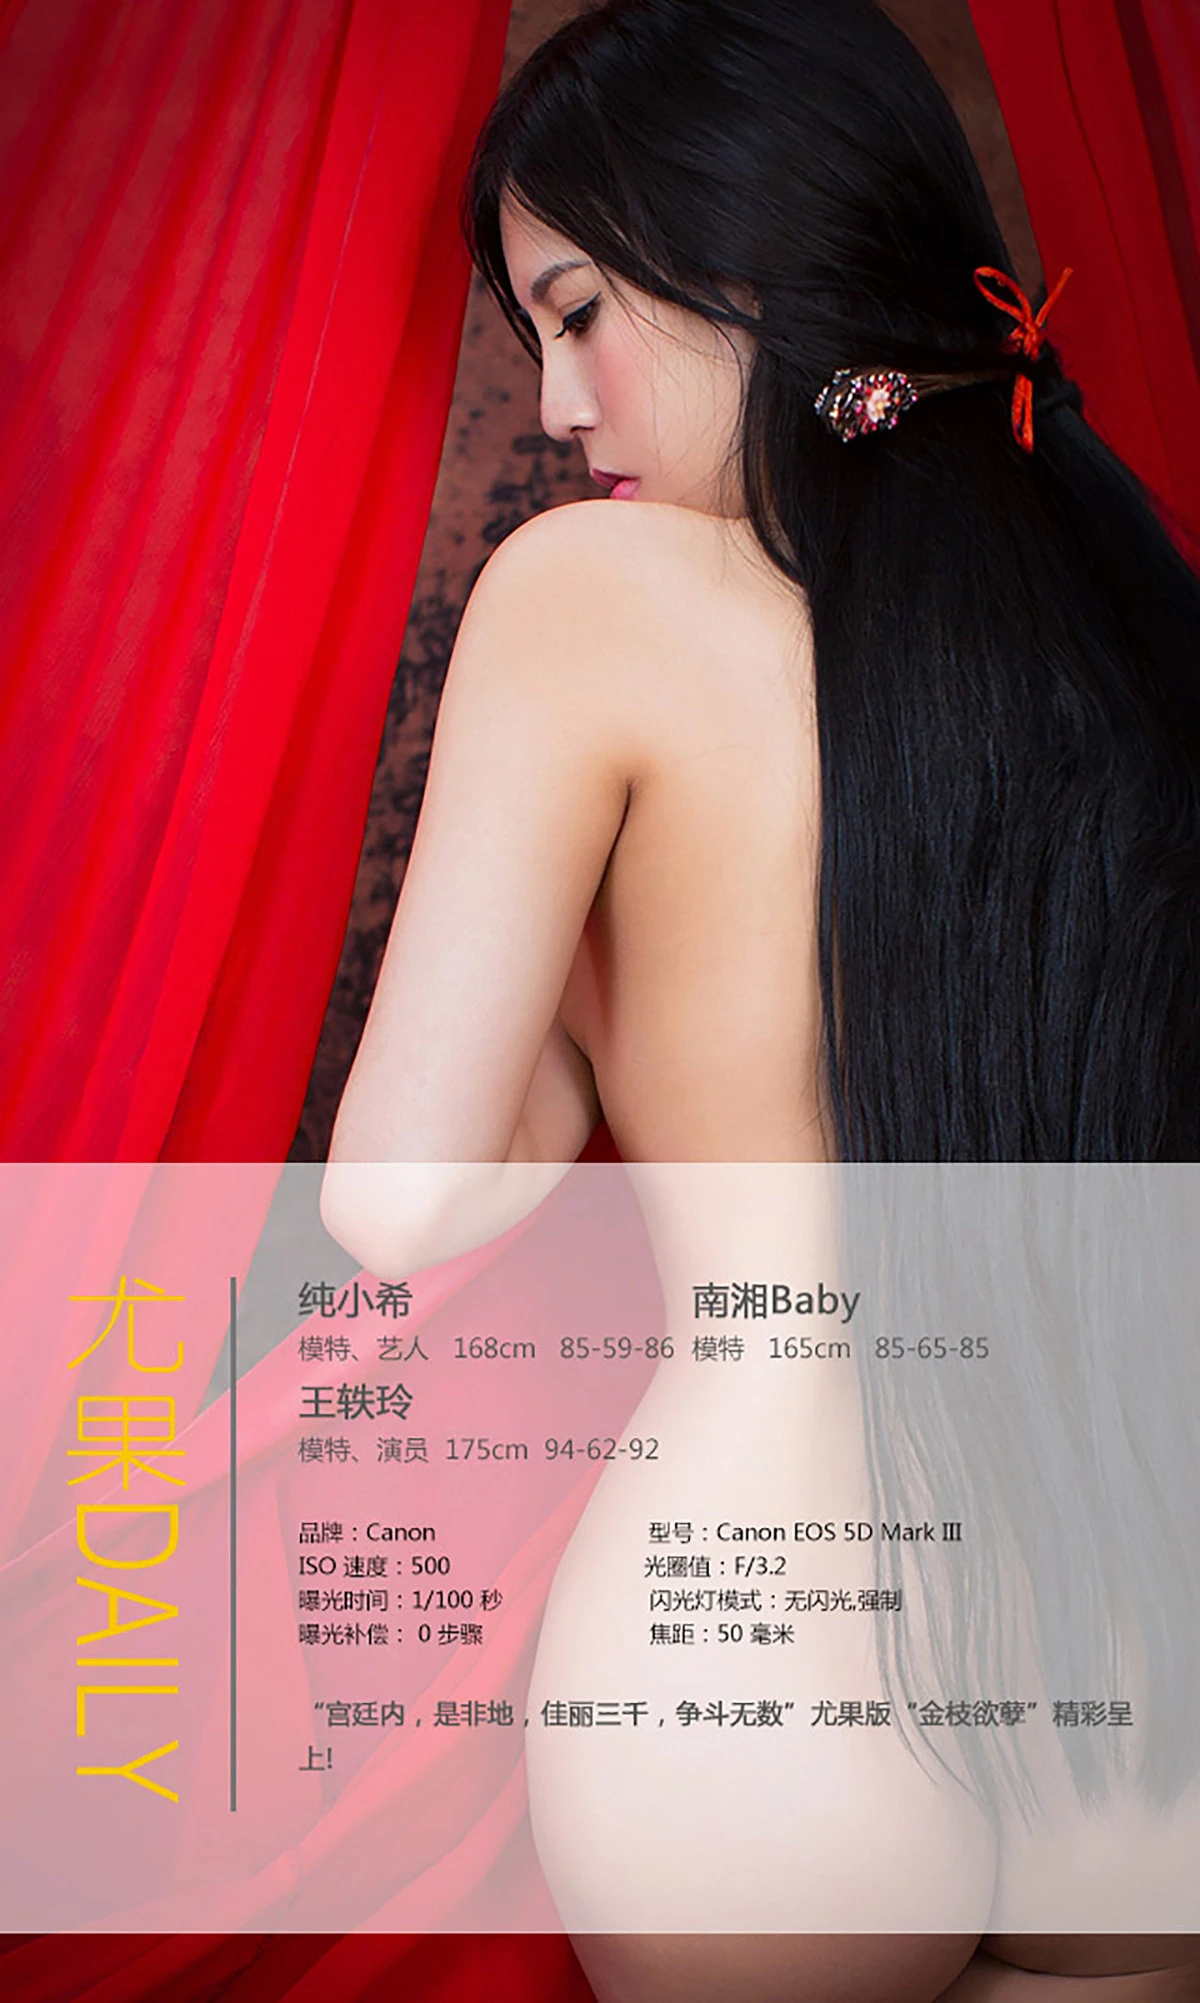 尤果DAILY
纯小希
模特、艺人 168cm 85-59-86
南湘Baby
模特 165cm 85-65-85
王轶玲
模特、演员 175cm 94-62-92
品牌：Canon
型号：Canon EOS 5D Mark III
ISO 速度：500
光圈值：F/3.2
曝光时间：1/100 秒
闪光灯模式：无闪光,强制
曝光补偿： 0 步骤
焦距：50 毫米
“宫廷内，是非地，佳丽三千，争斗无数”尤果版“金枝欲孽”精彩呈
上!